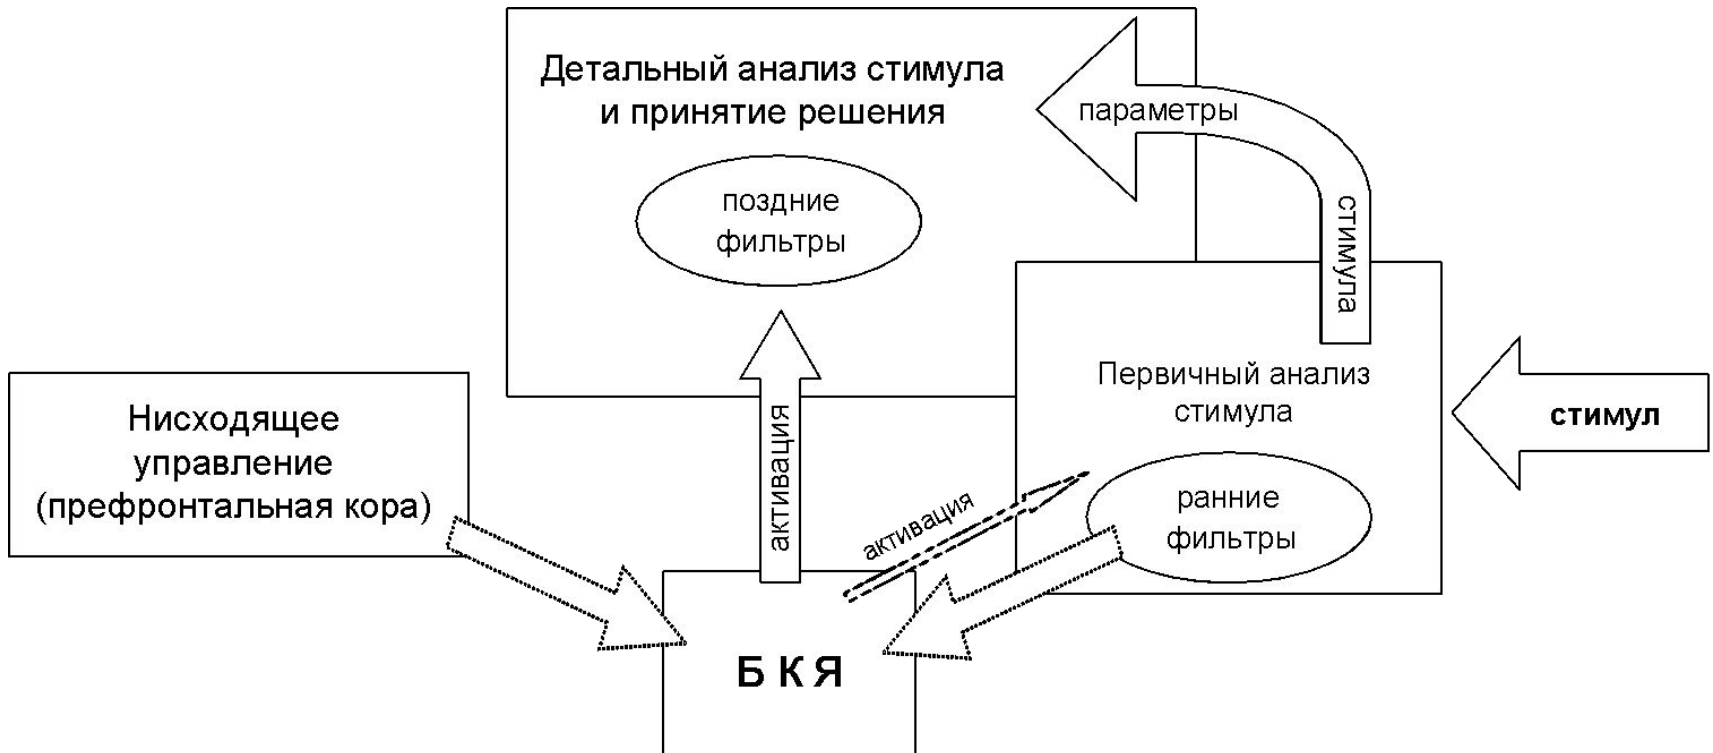 Детальный анализ стимула
и принятие решения
параметры
стимула
поздние
фильтры
Первичный анализ
стимула
стимул
Нисходящее
управление
(префронтальная кора)
активация
активация
ранние
фильтры
Б К Я